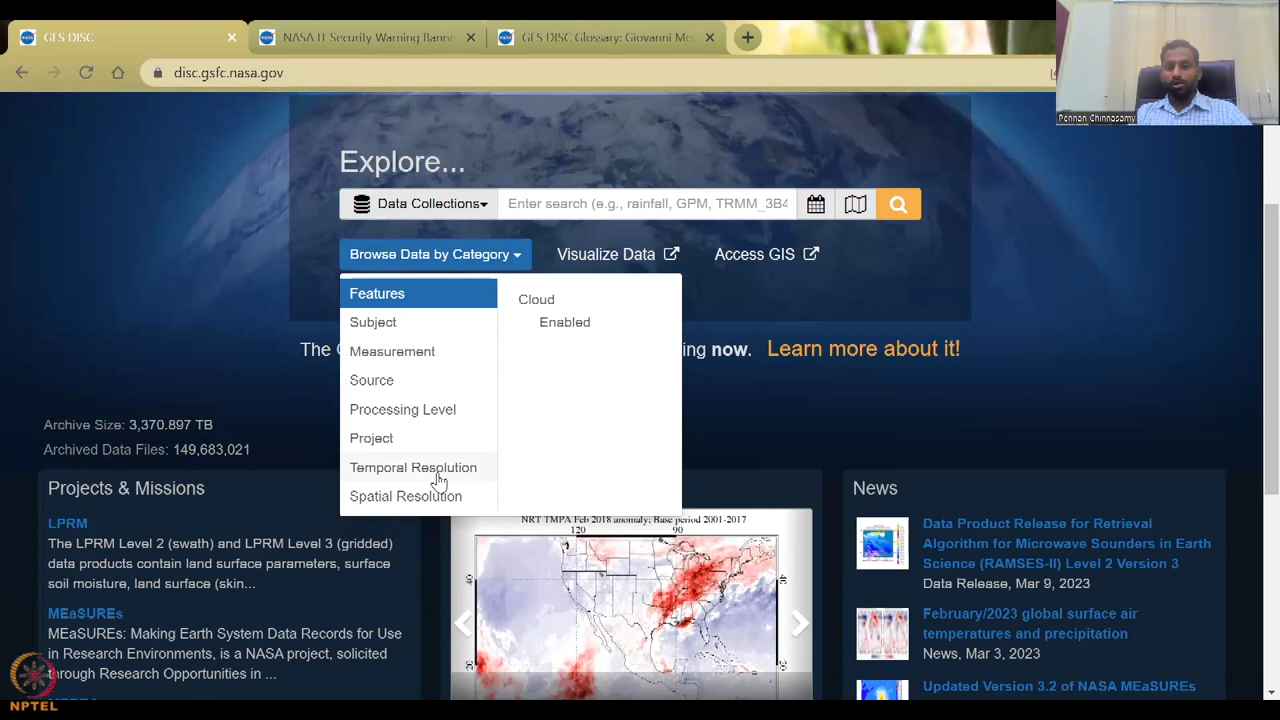 GES DISC
NASA IT Security Warning Bann
GES DISC Glossary: Giovanni Me
disc.gsfc.nasa.gov
Pennan Chinnasamy
Explore...
Data Collections
Enter search (e.g., rainfall, GPM, TRMM_3B4
Browse Data by Category
Visualize Data
Access GIS
Features
Subject
Measurement
Source
Processing Level
Project
Temporal Resolution
Spatial Resolution
Cloud
Enabled
ing now. Learn more about it!
Archive Size: 3,370.897 TB
Archived Data Files: 149,683,021
Projects & Missions
LPRM
The LPRM Level 2 (swath) and LPRM Level 3 (gridded)
data products contain land surface parameters, surface
soil moisture, land surface (skin...
MEaSUREs
MEaSUREs: Making Earth System Data Records for Use
in Research Environments, is a NASA project, solicited
through Research Opportunities in ...
NRT TMPA Feb 2018 anomaly; Base period 2001-2017
120
90
News
Data Product Release for Retrieval
Algorithm for Microwave Sounders in Earth
Science (RAMSES-II) Level 2 Version 3
Data Release, Mar 9, 2023
February/2023 global surface air
temperatures and precipitation
News, Mar 3, 2023
Updated Version 3.2 of NASA MEaSUREs
NPTEL